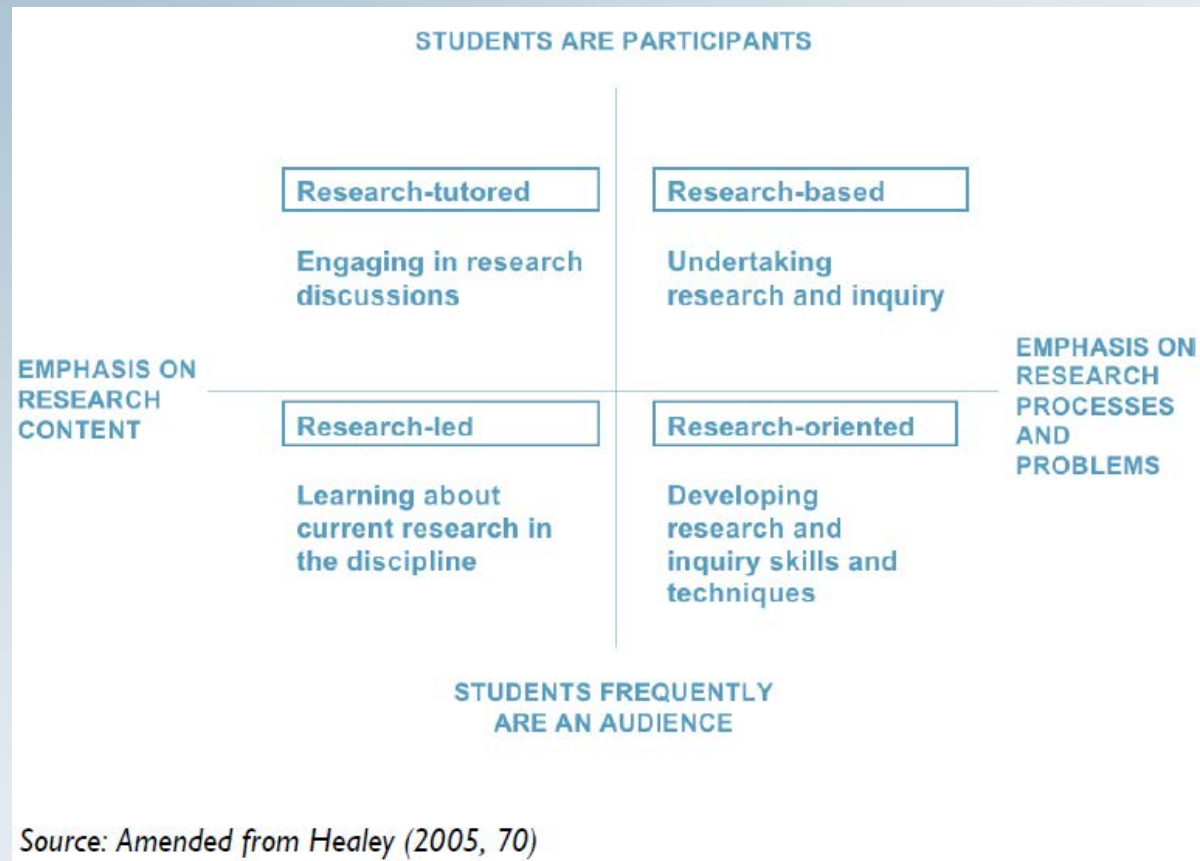 STUDENTS ARE PARTICIPANTS
Research-tutored
Engaging in research
discussions
Research-based
Undertaking
research and inquiry
EMPHASIS ON
RESEARCH
CONTENT
EMPHASIS ON
RESEARCH
PROCESSES
AND
PROBLEMS
Research-led
Learning about
current research in
the discipline
Research-oriented
Developing
research and
inquiry skills and
techniques
STUDENTS FREQUENTLY
ARE AN AUDIENCE
Source: Amended from Healey (2005, 70)